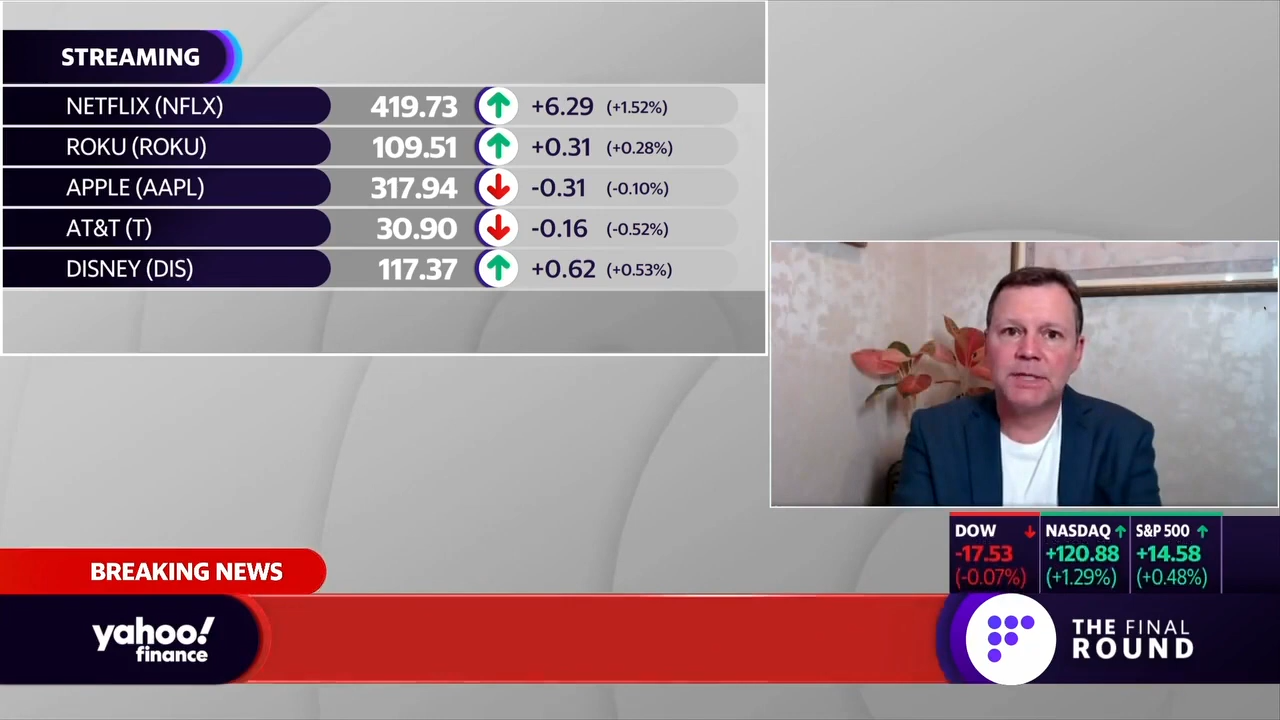 STREAMING
NETFLIX (NFLX) 419.73 +6.29 (+1.52%)
ROKU (ROKU) 109.51 +0.31 (+0.28%)
APPLE (AAPL) 317.94 -0.31 (-0.10%)
AT&T (T) 30.90 -0.16 (-0.52%)
DISNEY (DIS) 117.37 +0.62 (+0.53%)
DOW NASDAQ S&P 500
-17.53 +120.88 +14.58
(-0.07%) (+1.29%) (+0.48%)
BREAKING NEWS
yahoo!
finance
THE FINAL
ROUND